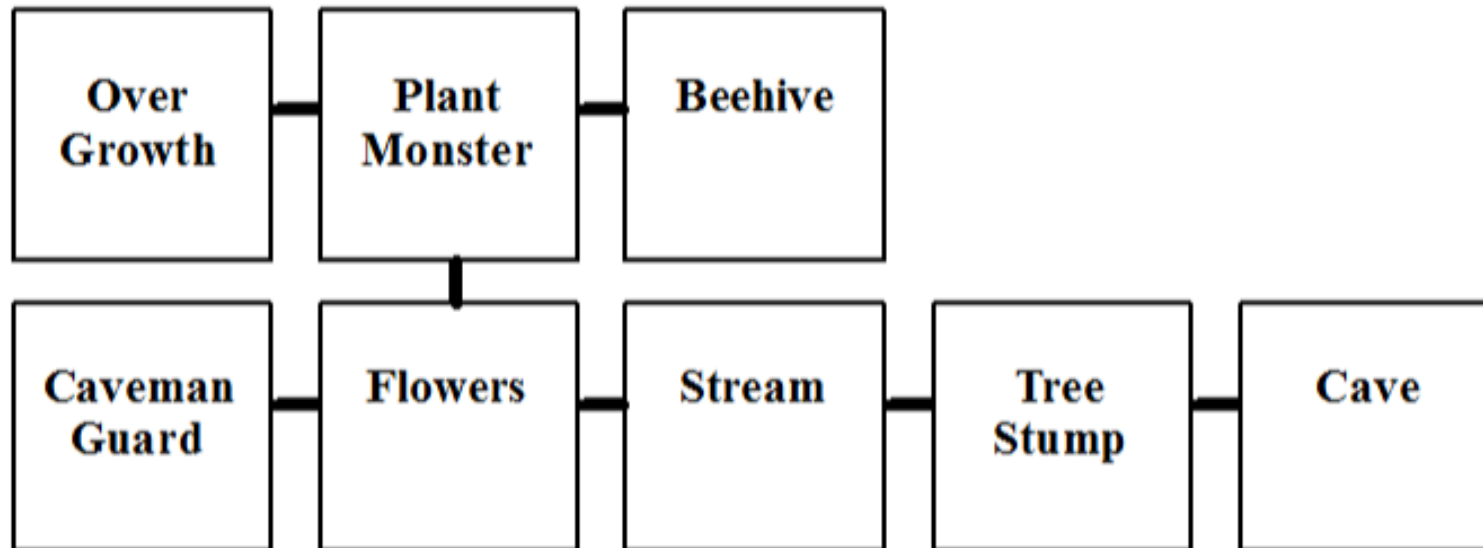 Over
Growth
Plant
Monster
Beehive
Caveman
Guard
Flowers
Stream
Tree
Stump
Cave